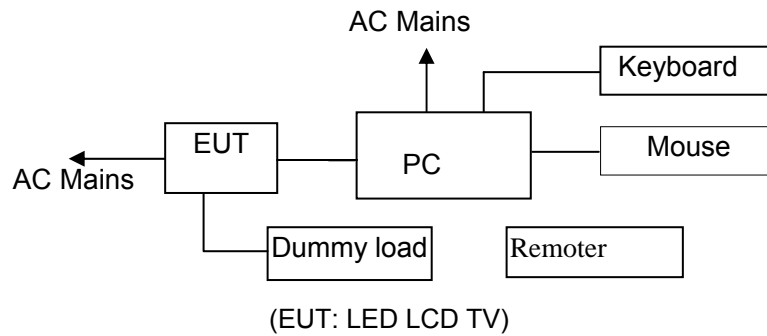 AC Mains
Keyboard
EUT
PC
Mouse
AC Mains
Dummy load
Remoter
(EUT: LED LCD TV)